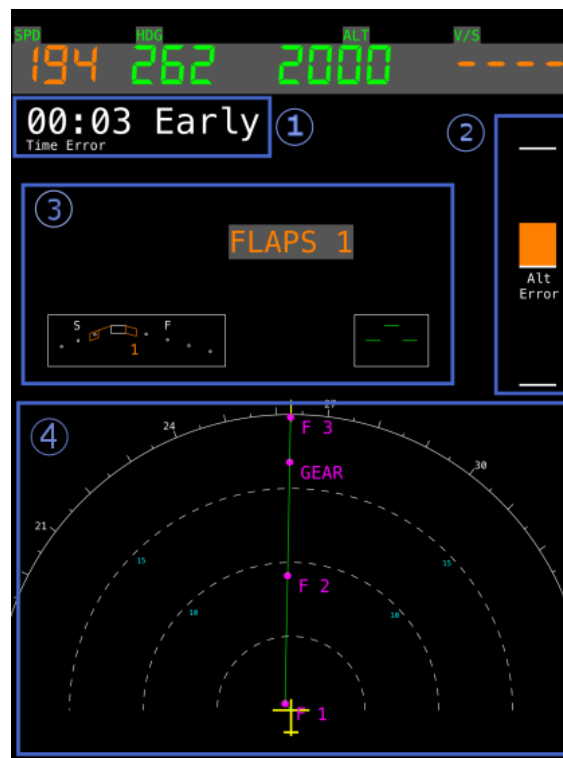 SPD HDG ALT V/S
194 262 2000 ----
00:03 Early
Time Error
1
2
3
FLAPS 1
Alt
Error
S F
1
4
27
F 3
24
GEAR
30
21
15 15
F 2
10 10
F 1